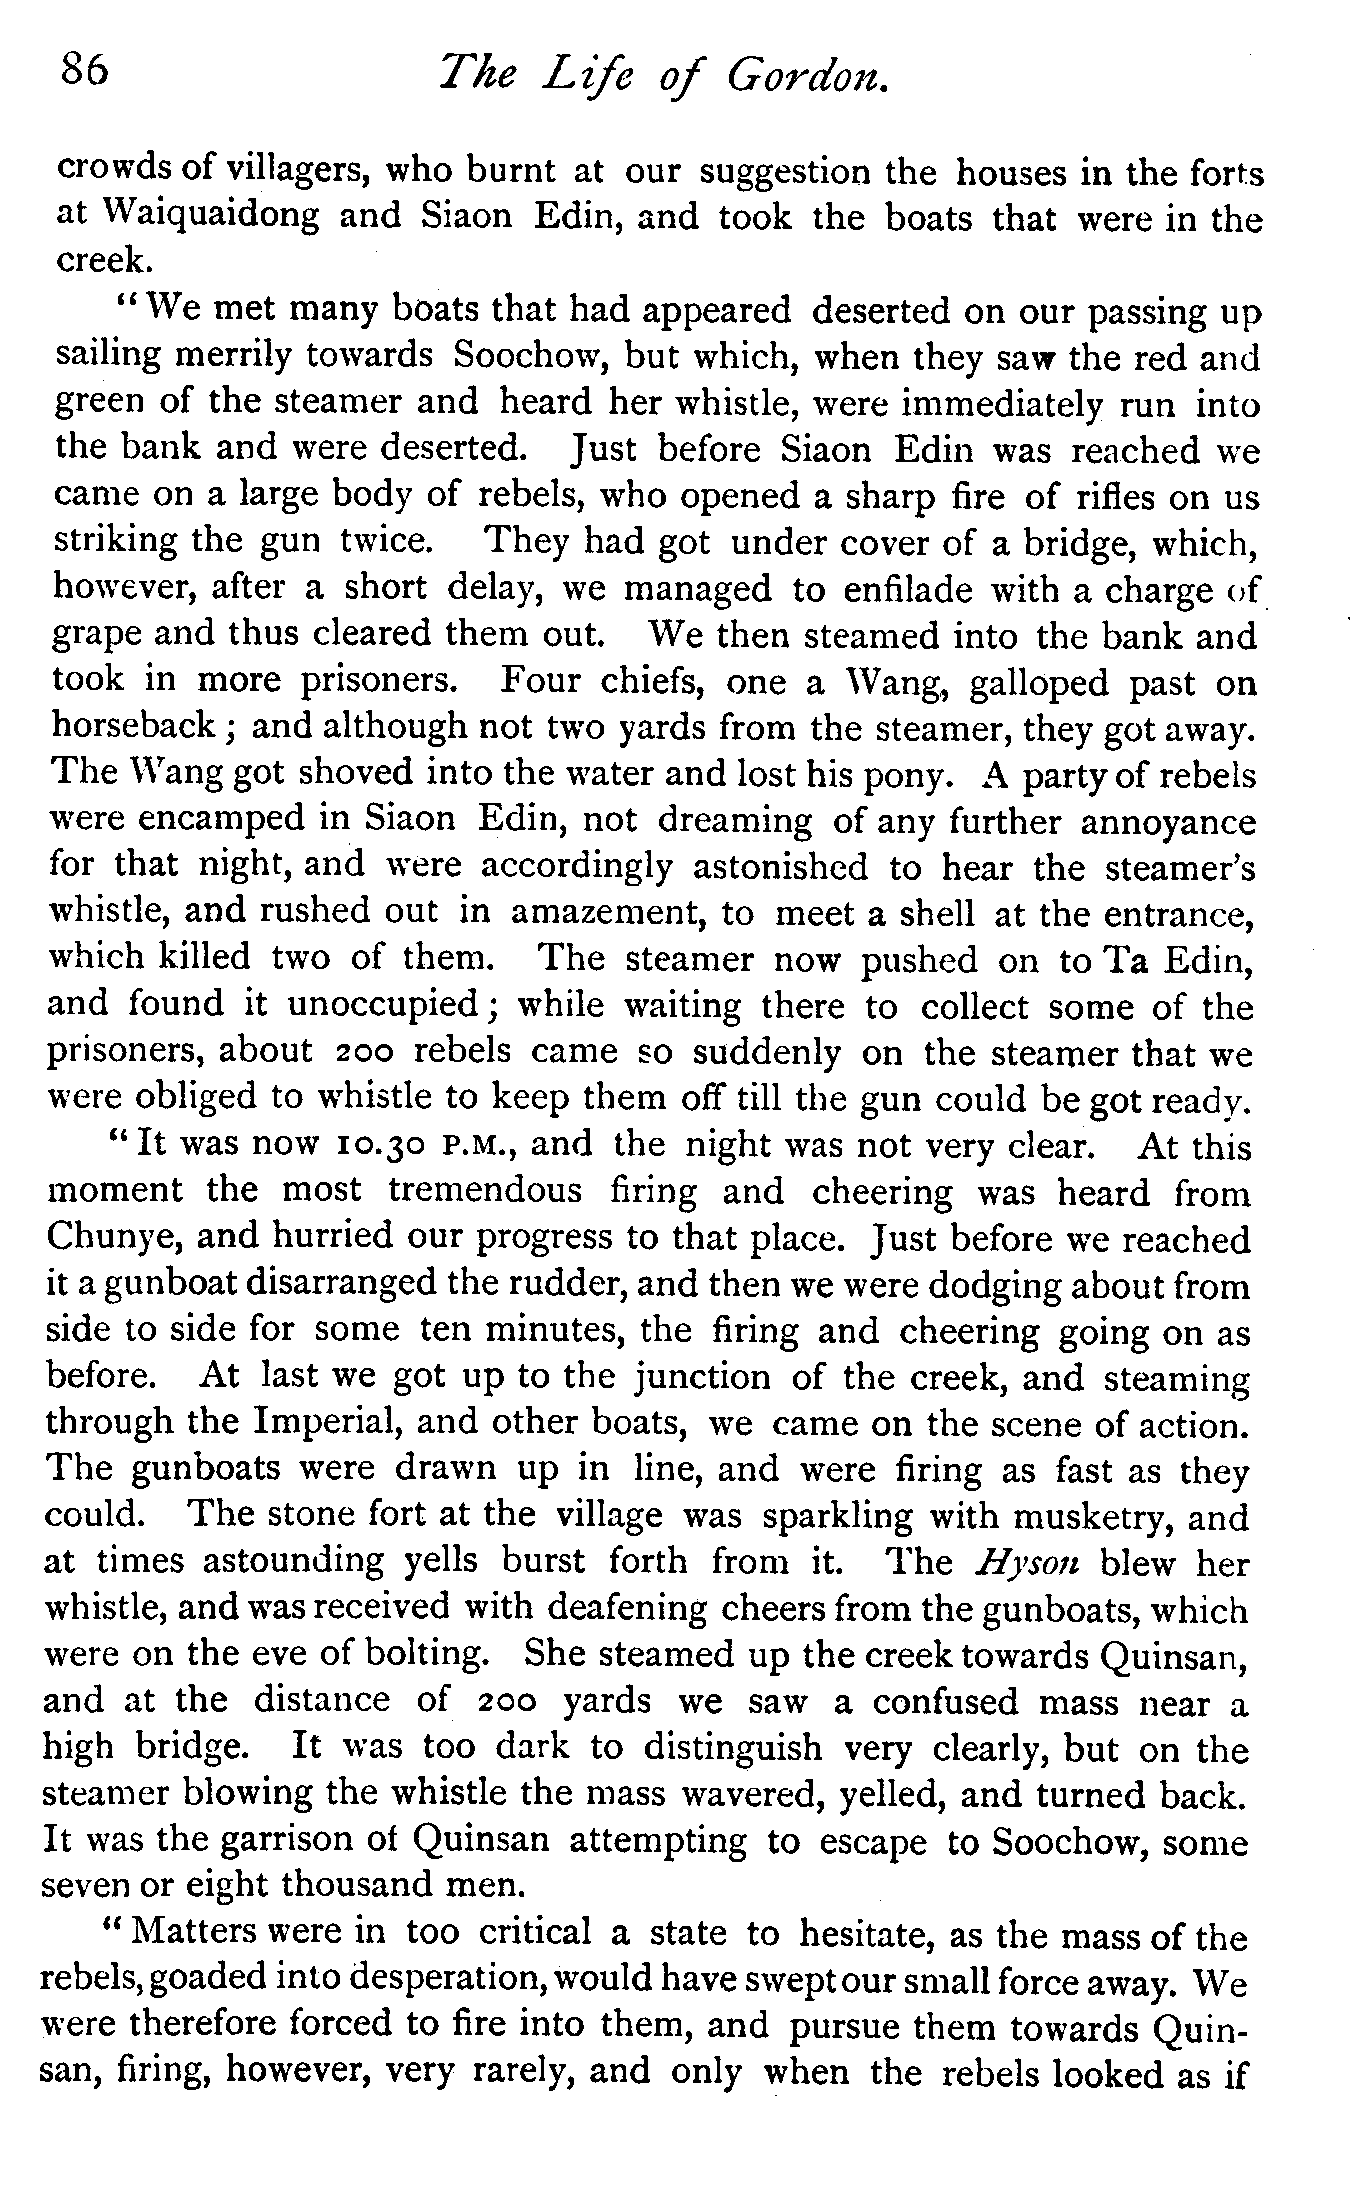 86 The Life of Gordon.
crowds of villagers, who burnt at our suggestion the houses in the forts
at Waiquaidong and Siaon Edin, and took the boats that were in the
creek.
“ We met many boats that had appeared deserted on our passing up
sailing merrily towards Soochow, but which, when they saw the red and
green of the steamer and heard her whistle, were immediately run into
the bank and were deserted. Just before Siaon Edin was reached we
came on a large body of rebels, who opened a sharp fire of rifles on us
striking the gun twice. They had got under cover of a bridge, which,
however, after a short delay, we managed to enfilade with a charge of
grape and thus cleared them out. We then steamed into the bank and
took in more prisoners. Four chiefs, one a Wang, galloped past on
horseback ; and although not two yards from the steamer, they got away.
The Wang got shoved into the water and lost his pony. A party of rebels
were encamped in Siaon Edin, not dreaming of any further annoyance
for that night, and were accordingly astonished to hear the steamer’s
whistle, and rushed out in amazement, to meet a shell at the entrance,
which killed two of them. The steamer now pushed on to Ta Edin,
and found it unoccupied ; while waiting there to collect some of the
prisoners, about 200 rebels came so suddenly on the steamer that we
were obliged to whistle to keep them off till the gun could be got ready.
“ It was now 10.30 P.M., and the night was not very clear. At this
moment the most tremendous firing and cheering was heard from
Chunye, and hurried our progress to that place. Just before we reached
it a gunboat disarranged the rudder, and then we were dodging about from
side to side for some ten minutes, the firing and cheering going on as
before. At last we got up to the junction of the creek, and steaming
through the Imperial, and other boats, we came on the scene of action.
The gunboats were drawn up in line, and were firing as fast as they
could. The stone fort at the village was sparkling with musketry, and
at times astounding yells burst forth from it. The Hyson blew her
whistle, and was received with deafening cheers from the gunboats, which
were on the eve of bolting. She steamed up the creek towards Quinsan,
and at the distance of 200 yards we saw a confused mass near a
high bridge. It was too dark to distinguish very clearly, but on the
steamer blowing the whistle the mass wavered, yelled, and turned back.
It was the garrison of Quinsan attempting to escape to Soochow, some
seven or eight thousand men.
“ Matters were in too critical a state to hesitate, as the mass of the
rebels, goaded into desperation, would have swept our small force away. We
were therefore forced to fire into them, and pursue them towards Quin-
san, firing, however, very rarely, and only when the rebels looked as if